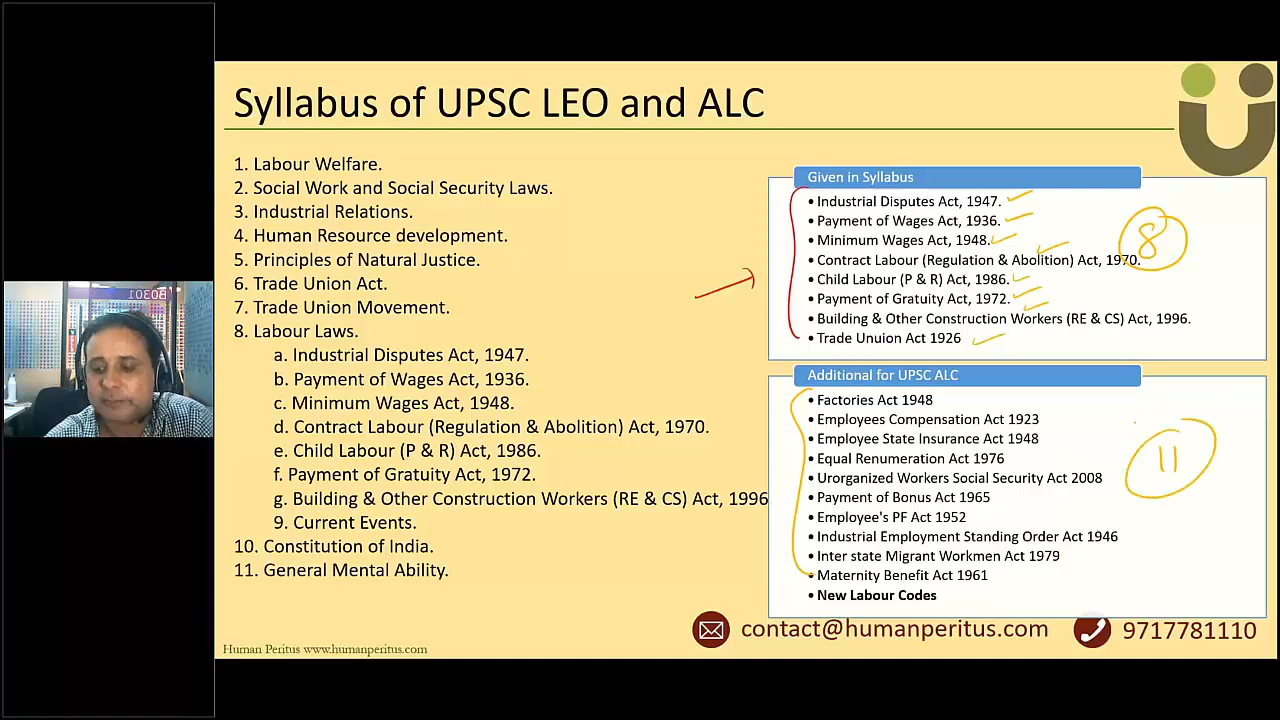 Syllabus of UPSC LEO and ALC
1. Labour Welfare.
2. Social Work and Social Security Laws.
3. Industrial Relations.
4. Human Resource development.
5. Principles of Natural Justice.
6. Trade Union Act.
7. Trade Union Movement.
8. Labour Laws.
a. Industrial Disputes Act, 1947.
b. Payment of Wages Act, 1936.
c. Minimum Wages Act, 1948.
d. Contract Labour (Regulation & Abolition) Act, 1970.
e. Child Labour (P & R) Act, 1986.
f. Payment of Gratuity Act, 1972.
g. Building & Other Construction Workers (RE & CS) Act, 1996
9. Current Events.
10. Constitution of India.
11. General Mental Ability.
Given in Syllabus
• Industrial Disputes Act, 1947.
• Payment of Wages Act, 1936.
• Minimum Wages Act, 1948.
• Contract Labour (Regulation & Abolition) Act, 1970.
• Child Labour (P & R) Act, 1986.
• Payment of Gratuity Act, 1972.
• Building & Other Construction Workers (RE & CS) Act, 1996.
• Trade Unuion Act 1926
8
Additional for UPSC ALC
• Factories Act 1948
• Employees Compensation Act 1923
• Employee State Insurance Act 1948
• Equal Renumeration Act 1976
• Urorganized Workers Social Security Act 2008
• Payment of Bonus Act 1965
• Employee's PF Act 1952
• Industrial Employment Standing Order Act 1946
• Inter state Migrant Workmen Act 1979
• Maternity Benefit Act 1961
• New Labour Codes
11
contact@humanperitus.com
9717781110
Human Peritus www.humanperitus.com
B0301